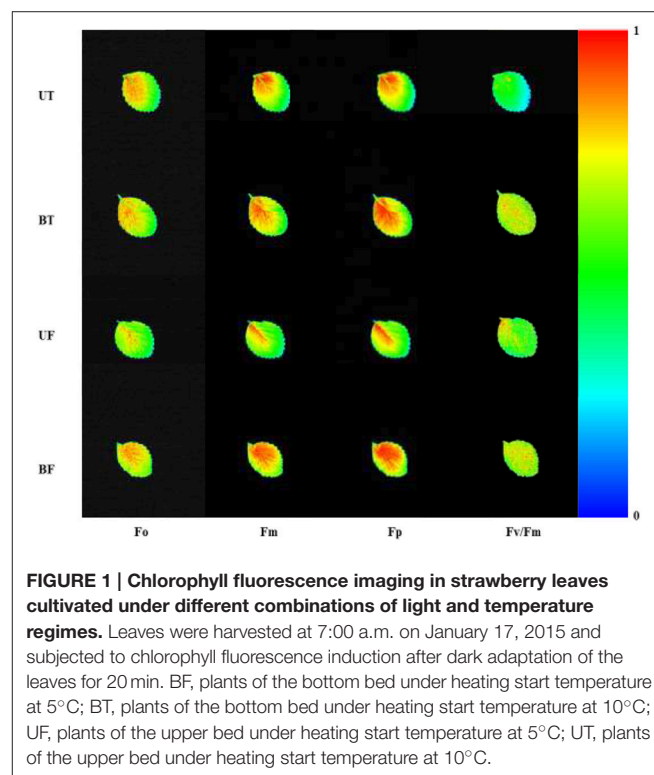 1
UT
BT
UF
BF
0
Fo Fm Fp Fv/Fm
FIGURE 1 | Chlorophyll fluorescence imaging in strawberry leaves
cultivated under different combinations of light and temperature
regimes. Leaves were harvested at 7:00 a.m. on January 17, 2015 and
subjected to chlorophyll fluorescence induction after dark adaptation of the
leaves for 20 min. BF, plants of the bottom bed under heating start temperature
at 5°C; BT, plants of the bottom bed under heating start temperature at 10°C;
UF, plants of the upper bed under heating start temperature at 5°C; UT, plants
of the upper bed under heating start temperature at 10°C.